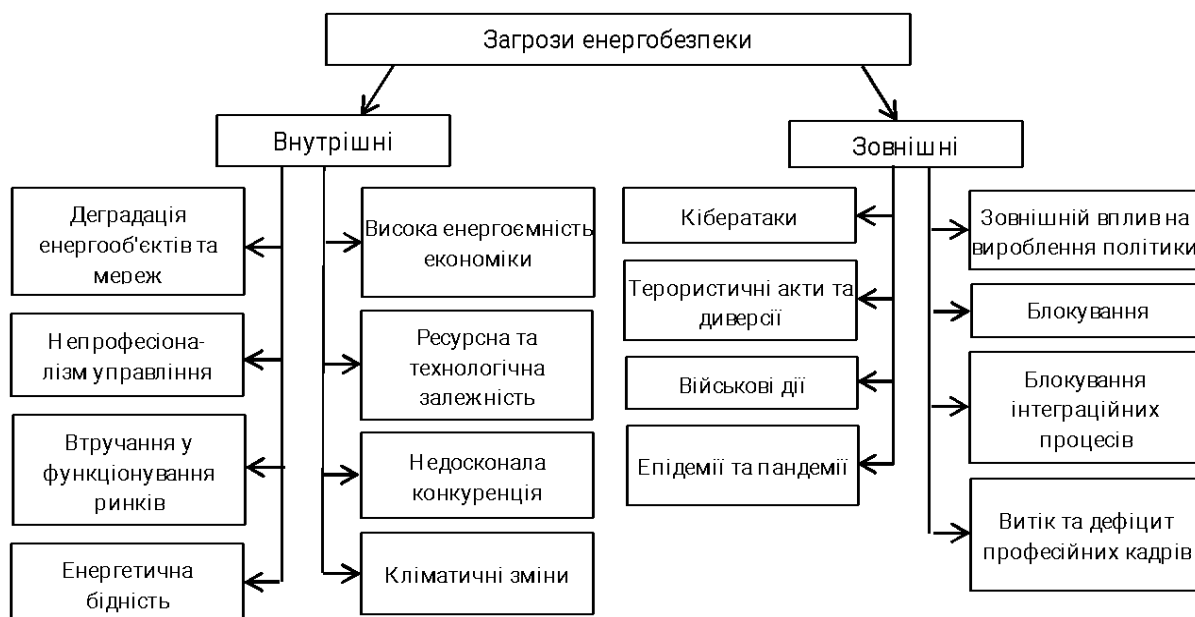 Загрози енергобезпеки
Внутрішні
Зовнішні
Деградація
енергооб'єктів та
мереж
Непрофесіона-
лізм управління
Втручання у
функціонування
ринків
Енергетична
бідність
Висока енергоємність
економіки
Ресурсна та
технологічна
залежність
Недосконала
конкуренція
Кліматичні зміни
Кібератаки
Терористичні акти та
диверсії
Військові дії
Епідемії та пандемії
Зовнішній вплив на
вироблення політики
Блокування
Блокування
інтеграційних
процесів
Витік та дефіцит
професійних кадрів